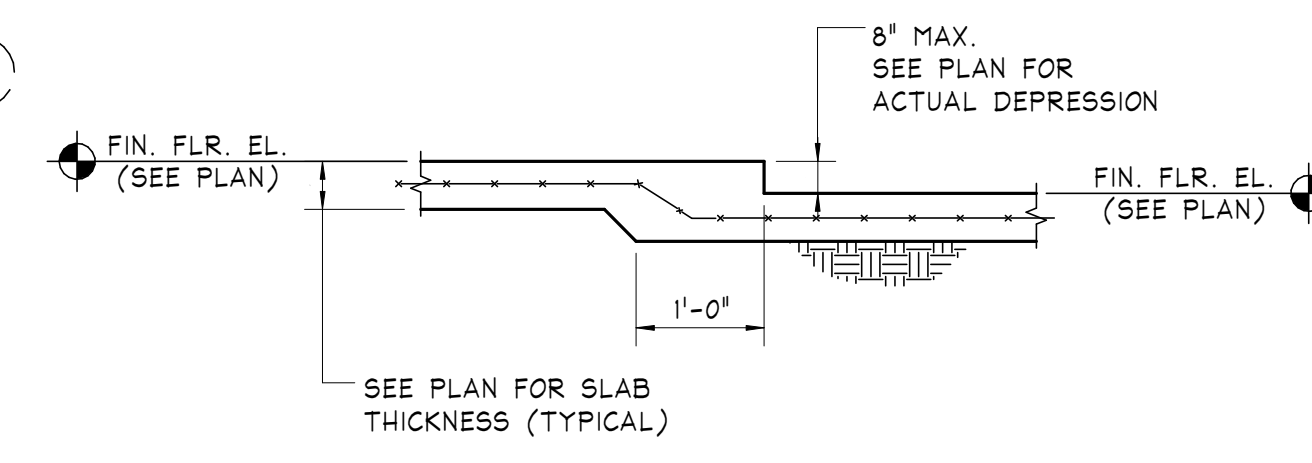 8" MAX.
SEE PLAN FOR
ACTUAL DEPRESSION
FIN. FLR. EL.
(SEE PLAN)
FIN. FLR. EL.
(SEE PLAN)
1'-0"
SEE PLAN FOR SLAB
THICKNESS (TYPICAL)